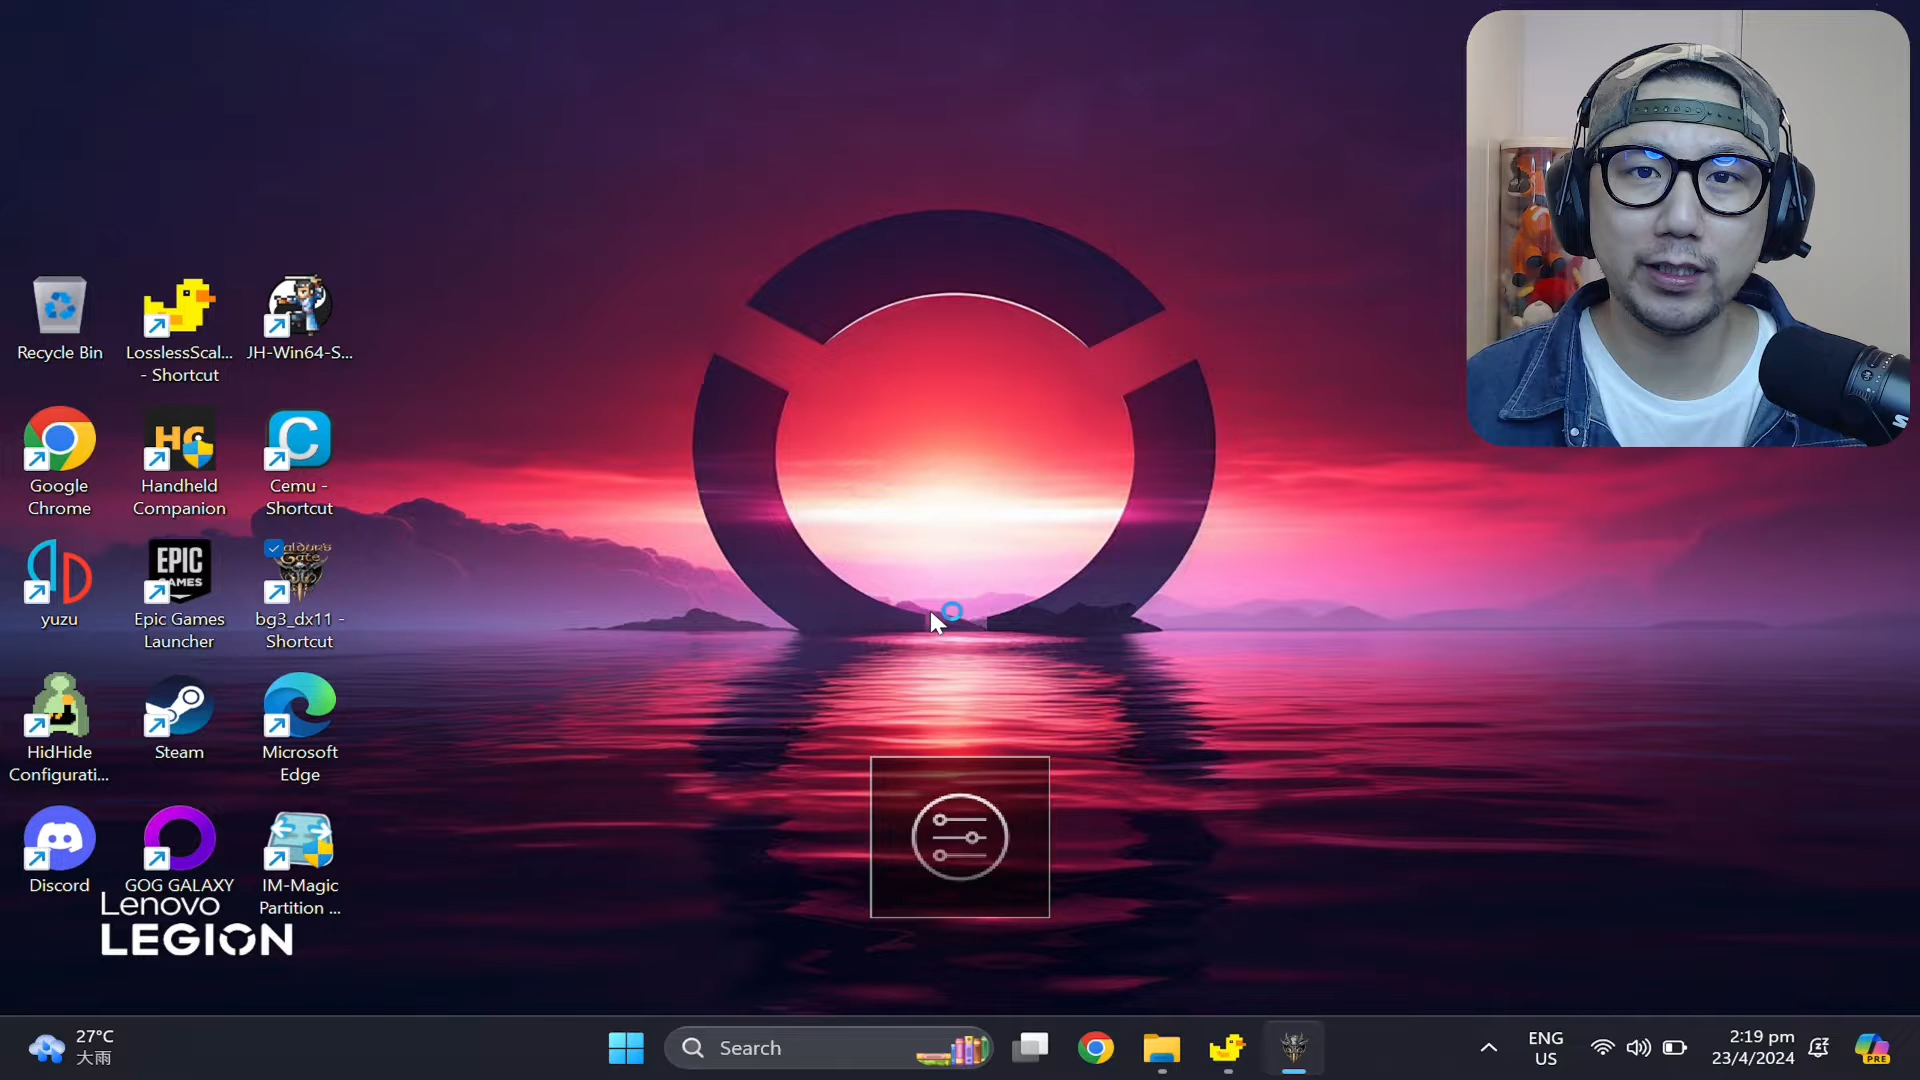 Recycle Bin
LosslessScal...
- Shortcut
JH-Win64-S...
Google
Chrome
HC
Handheld
Companion
C
Cemu -
Shortcut
yuzu
EPIC
GAMES
Epic Games
Launcher
bg3_dx11 -
Shortcut
HidHide
Configurati...
Steam
Microsoft
Edge
Discord
GOG GALAXY
IM-Magic
Partition ...
Lenovo
LEGION
27°C
大雨
Search
ENG
US
2:19 pm
23/4/2024
PRE